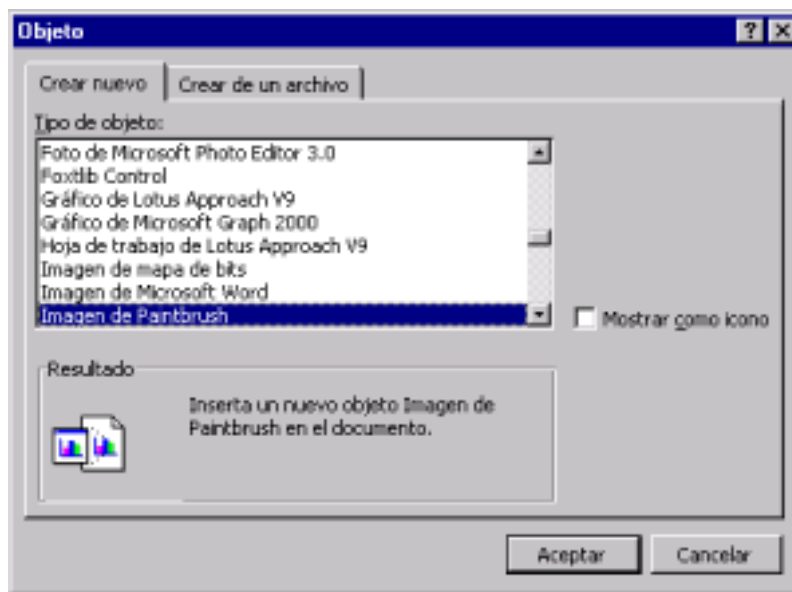 Objeto
Crear nuevo
Crear de un archivo
Tipo de objeto:
Foto de Microsoft Photo Editor 3.0
Foxtlib Control
Gráfico de Lotus Approach V9
Gráfico de Microsoft Graph 2000
Hoja de trabajo de Lotus Approach V9
Imagen de mapa de bits
Imagen de Microsoft Word
Imagen de Paintbrush
Mostrar como icono
Resultado
Inserta un nuevo objeto Imagen de
Paintbrush en el documento.
Aceptar
Cancelar